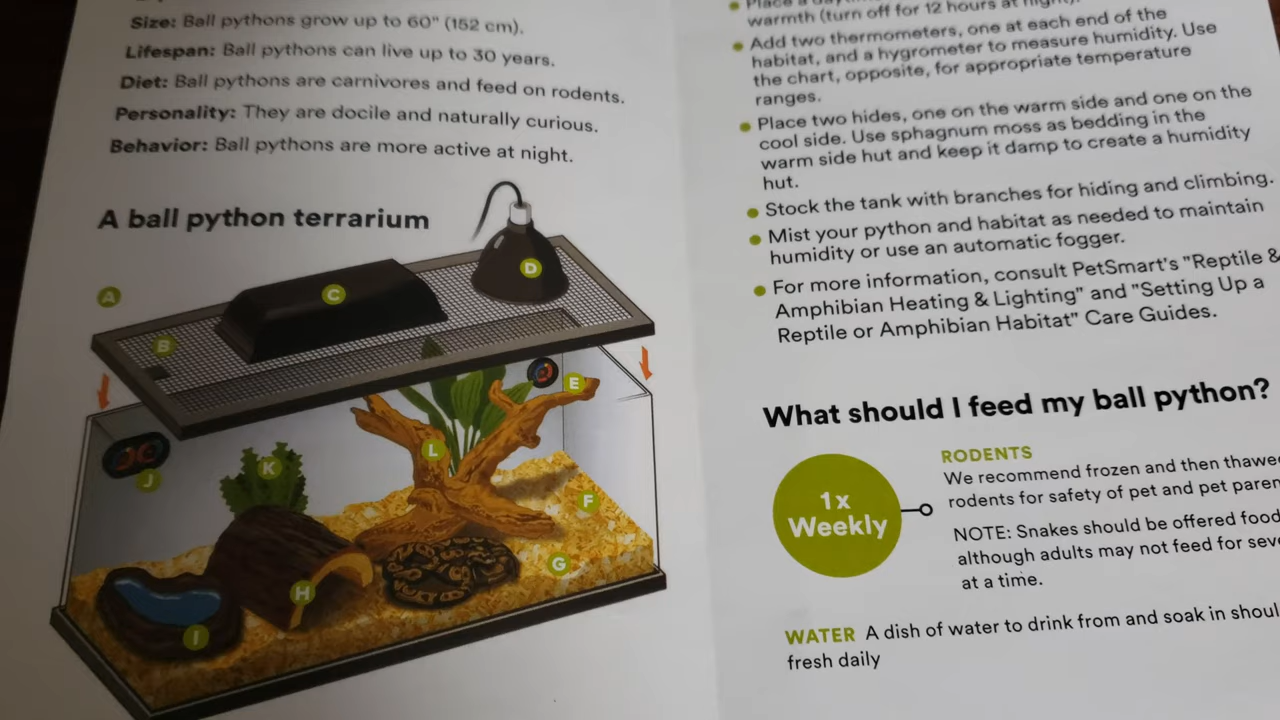 Size: Ball pythons grow up to 60" (152 cm).
Lifespan: Ball pythons can live up to 30 years.
Diet: Ball pythons are carnivores and feed on rodents.
Personality: They are docile and naturally curious.
Behavior: Ball pythons are more active at night.
A ball python terrarium
A
B
C
D
E
F
G
H
I
J
K
L
warmth (turn off for 12 hours at night).
Add two thermometers, one at each end of the
habitat, and a hygrometer to measure humidity. Use
the chart, opposite, for appropriate temperature
ranges.
Place two hides, one on the warm side and one on the
cool side. Use sphagnum moss as bedding in the
warm side hut and keep it damp to create a humidity
hut.
Stock the tank with branches for hiding and climbing.
Mist your python and habitat as needed to maintain
humidity or use an automatic fogger.
For more information, consult PetSmart's "Reptile &
Amphibian Heating & Lighting" and "Setting Up a
Reptile or Amphibian Habitat" Care Guides.
What should I feed my ball python?
1x
Weekly
RODENTS
We recommend frozen and then thawe
rodents for safety of pet and pet paren
NOTE: Snakes should be offered food
although adults may not feed for seve
at a time.
WATER A dish of water to drink from and soak in shoul
fresh daily